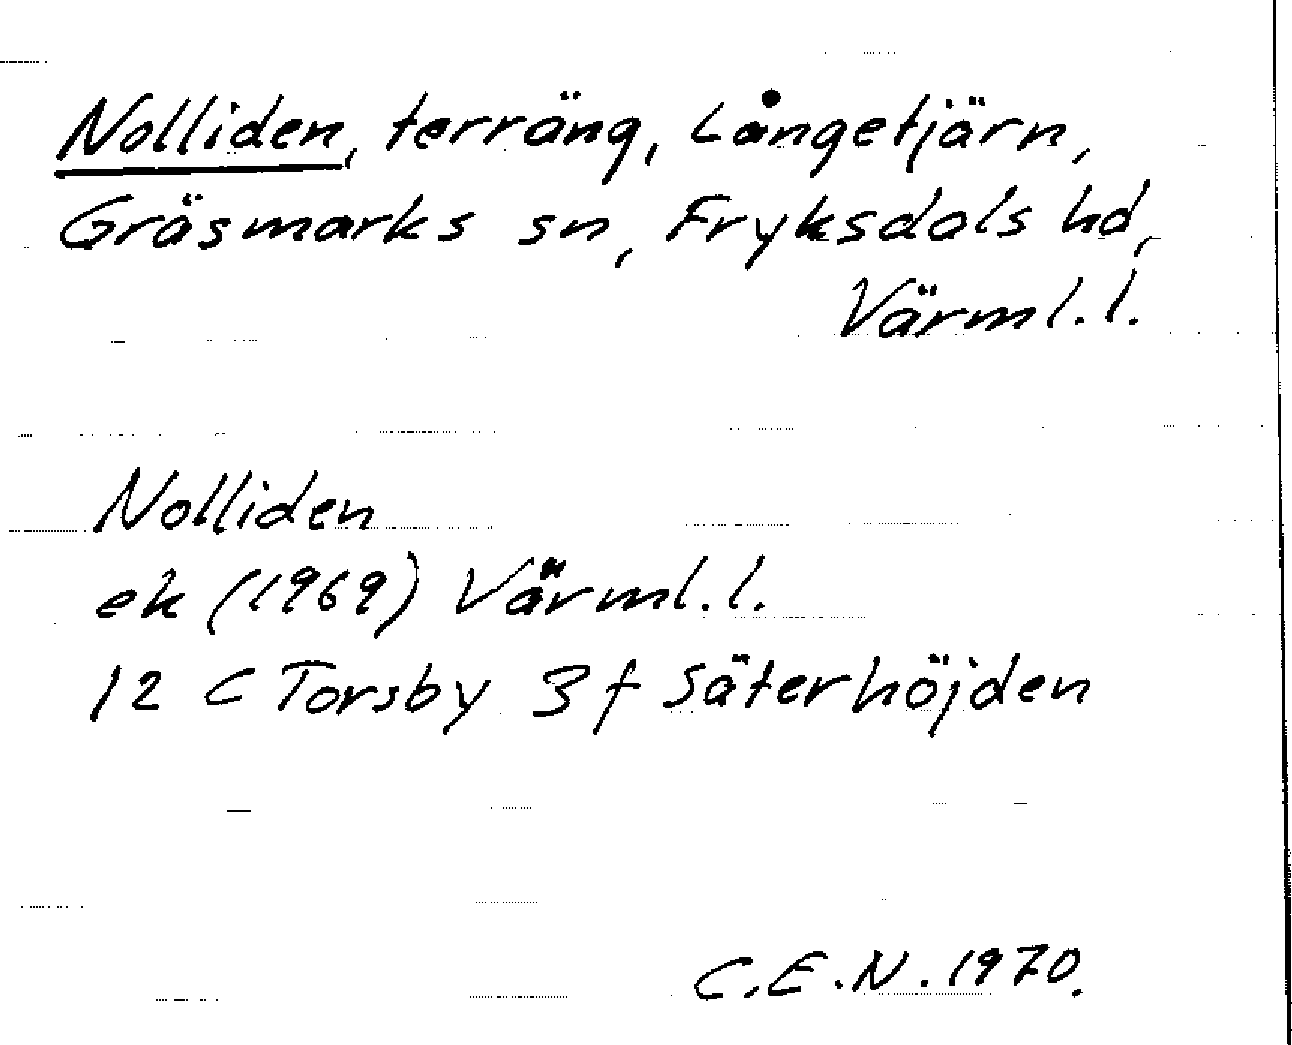 Nolliden, terräng, Långetjärn,
Gräsmarks sn, Fryksdals hd,
Värml.l.
Nolliden
ek (1969) Värml.l.
12 C Torsby 3 f Säterhöjden
C.E.N. 1970.